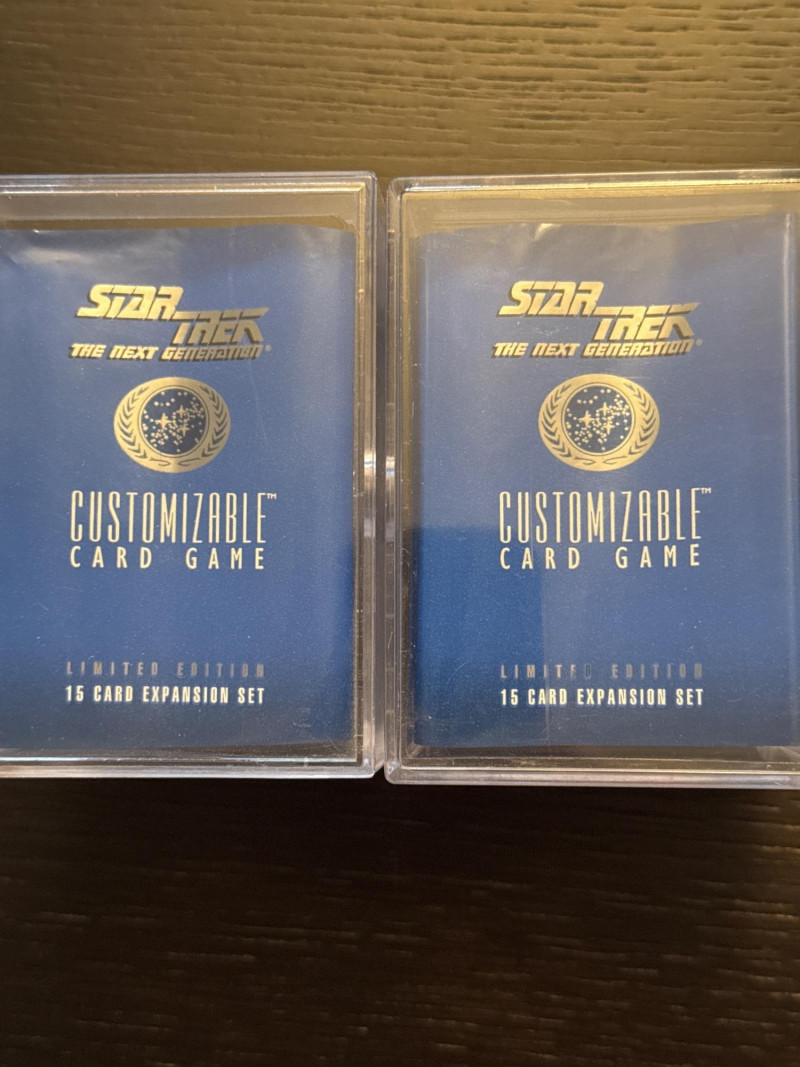 STAR
TREK
THE NEXT GENERATION®
CUSTOMIZABLE™
CARD GAME
LIMITED EDITION
15 CARD EXPANSION SET
STAR
TREK
THE NEXT GENERATION®
CUSTOMIZABLE™
CARD GAME
LIMITED EDITION
15 CARD EXPANSION SET